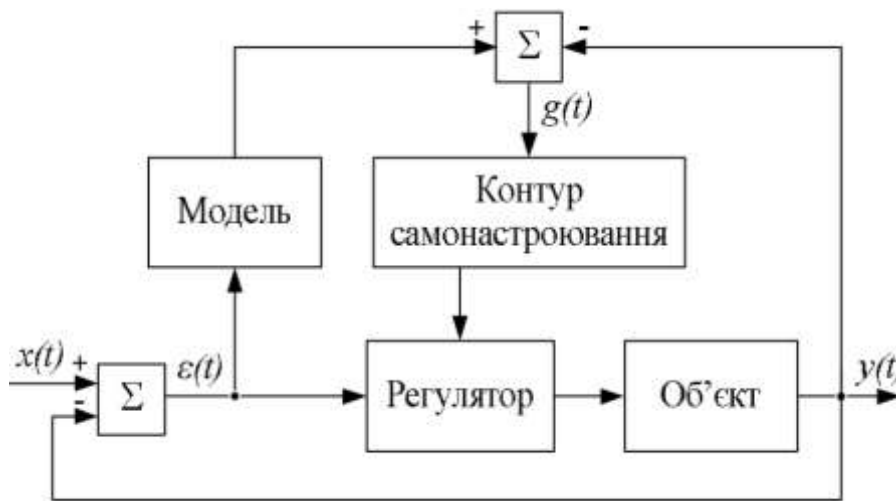 + Σ -
g(t)
Модель
Контур
самонастроювання
x(t) + ε(t)
- Σ
Регулятор
Об’єкт
y(t)